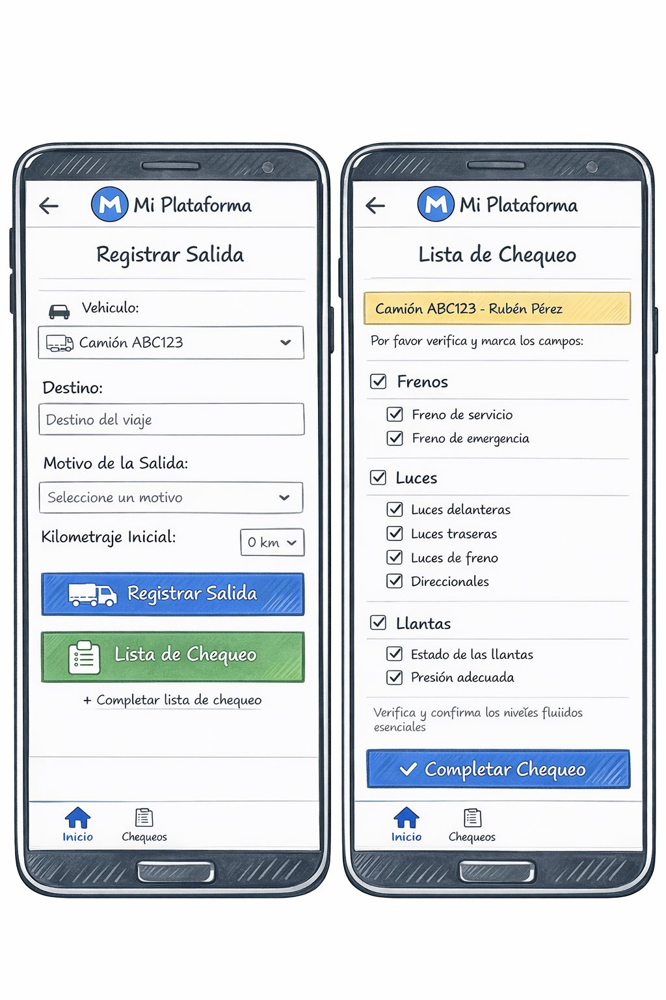 M Mi Plataforma
Registrar Salida
Vehiculo:
Camión ABC123
Destino:
Destino del viaje
Motivo de la Salida:
Seleccione un motivo
Kilometraje Inicial:
0 km
Registrar Salida
Lista de Chequeo
+ Completar lista de chequeo
Inicio
Chequeos
M Mi Plataforma
Lista de Chequeo
Camión ABC123 - Rubén Pérez
Por favor verifica y marca los campos:
Frenos
Freno de servicio
Freno de emergencia
Luces
Luces delanteras
Luces traseras
Luces de freno
Direccionales
Llantas
Estado de las llantas
Presión adecuada
Verifica y confirma los niveles fluiidos
esenciales
Completar Chequeo
Inicio
Chequeos